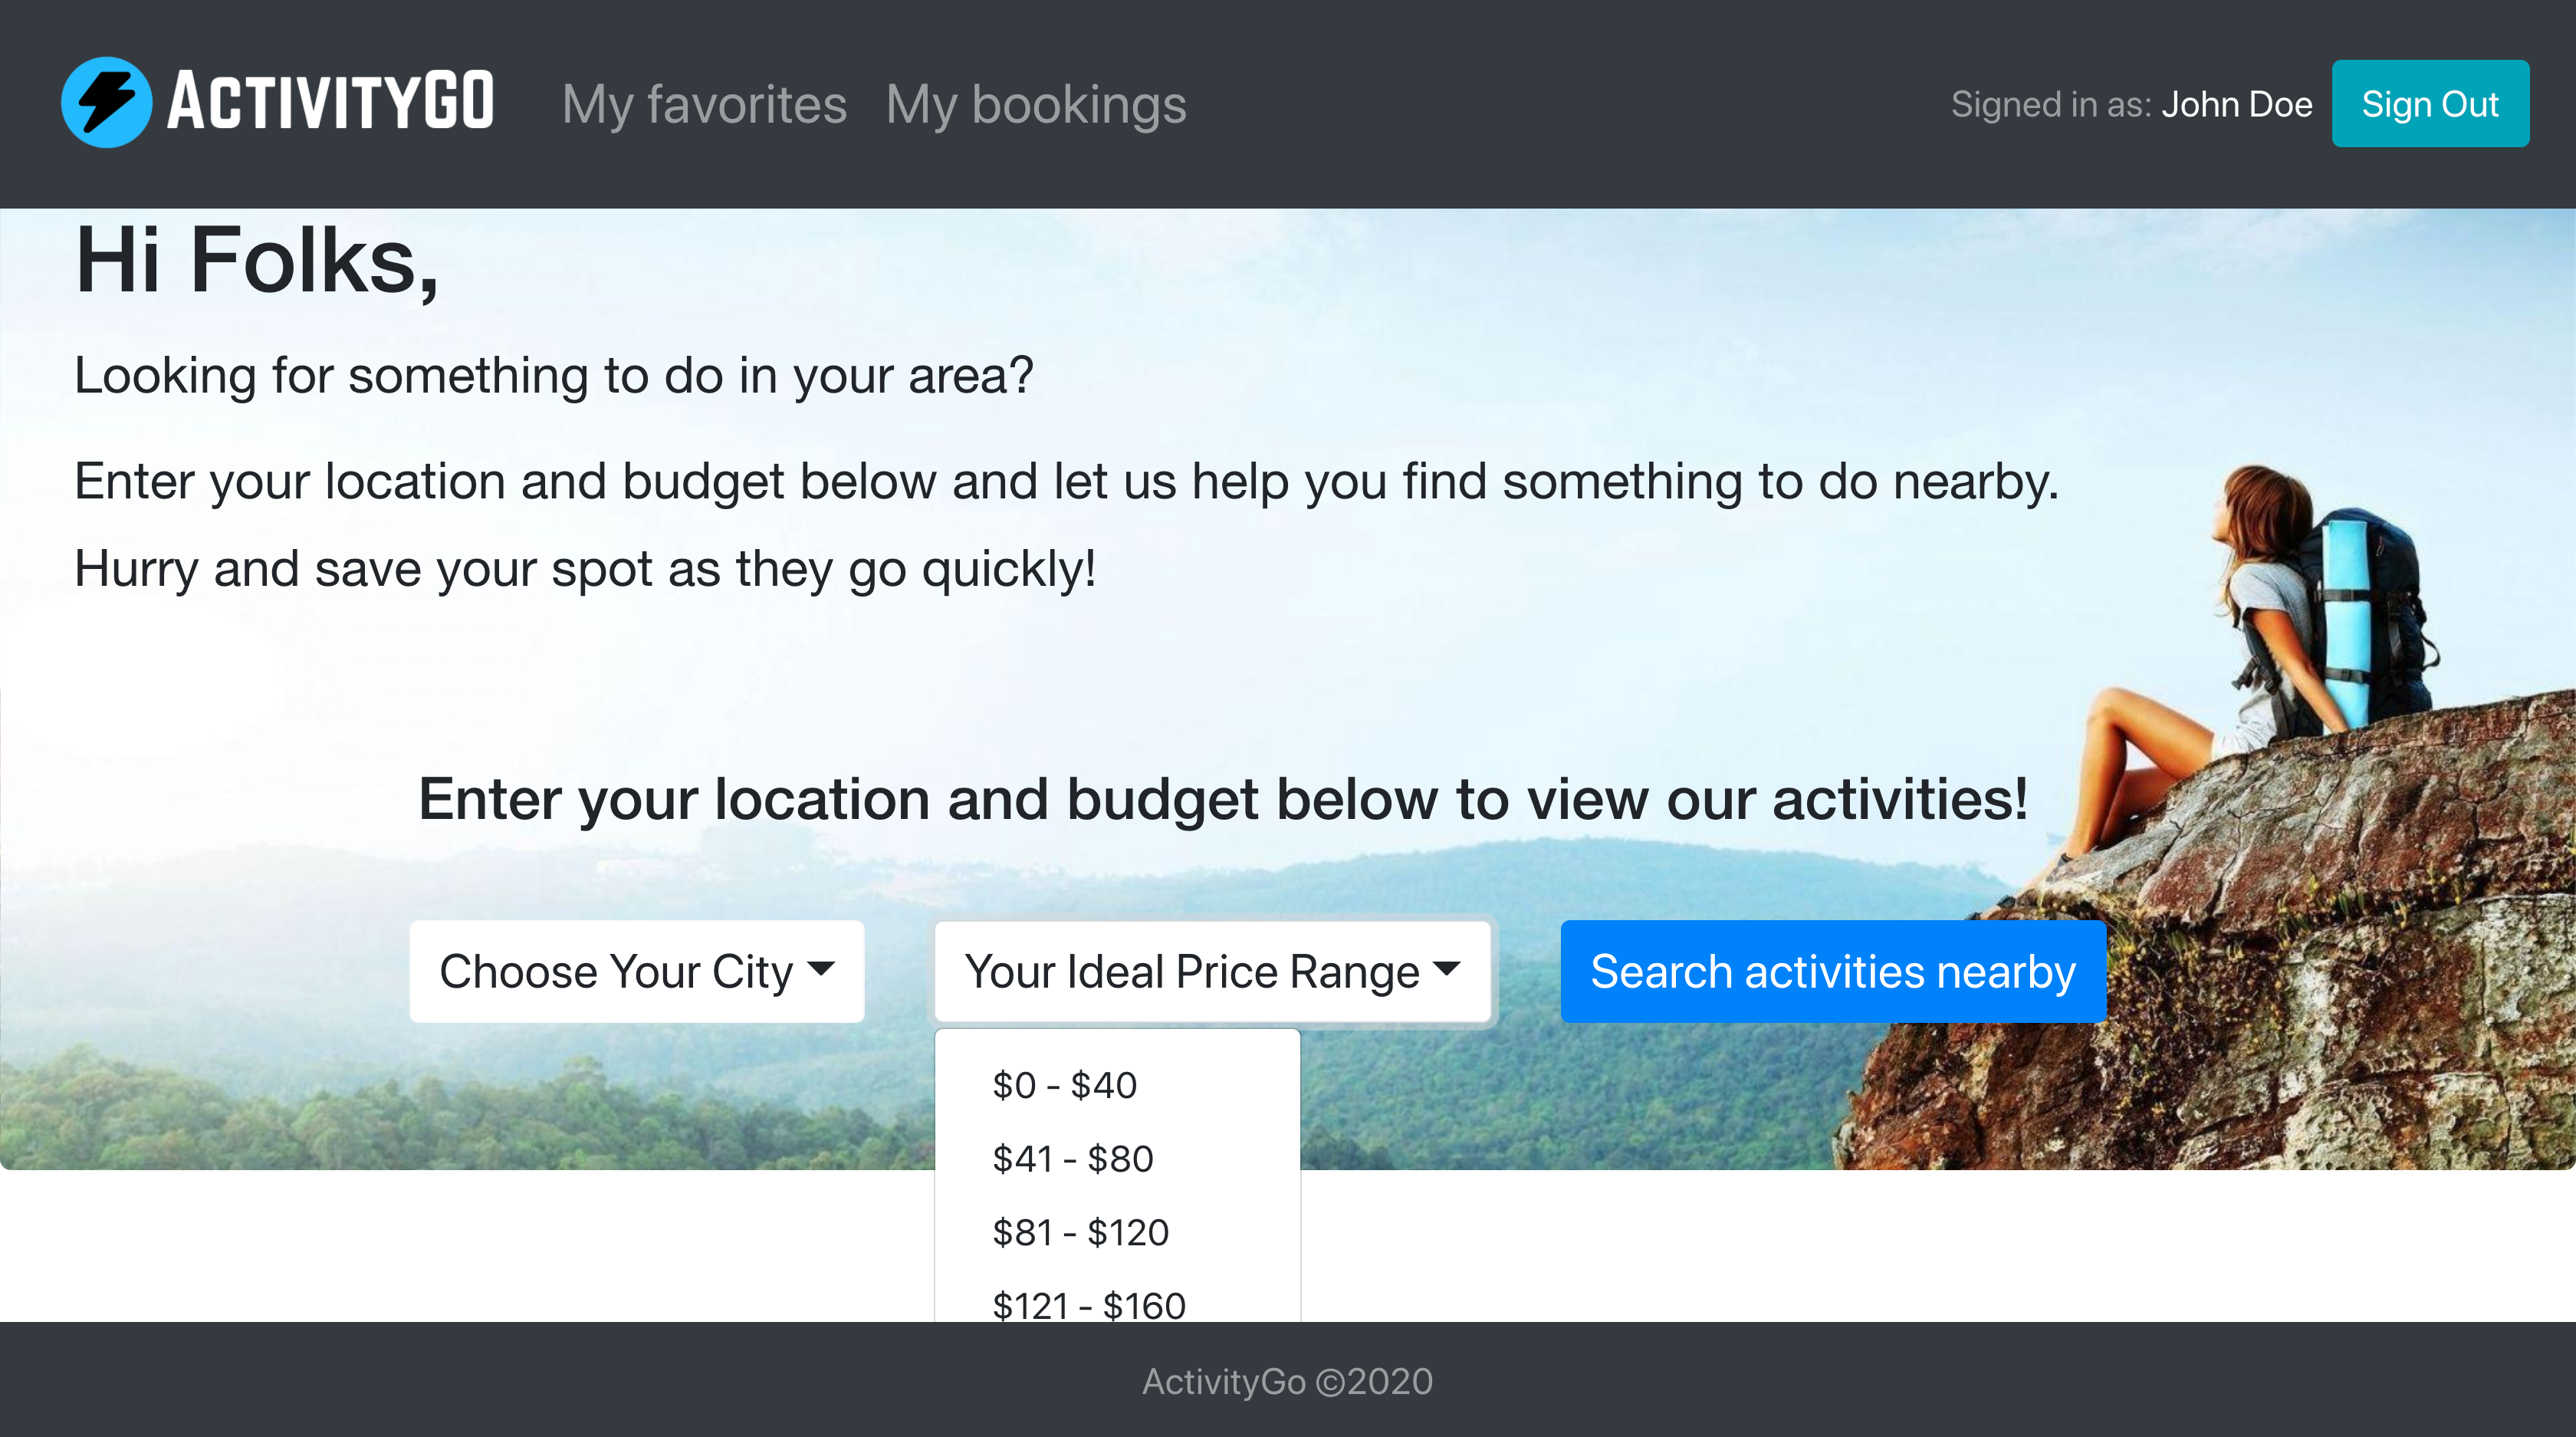 ActivityGO
My favorites
My bookings
Signed in as: John Doe
Sign Out
Hi Folks,
Looking for something to do in your area?
Enter your location and budget below and let us help you find something to do nearby.
Hurry and save your spot as they go quickly!
Enter your location and budget below to view our activities!
Choose Your City
Your Ideal Price Range
Search activities nearby
$0 - $40
$41 - $80
$81 - $120
$121 - $160
ActivityGo ©2020